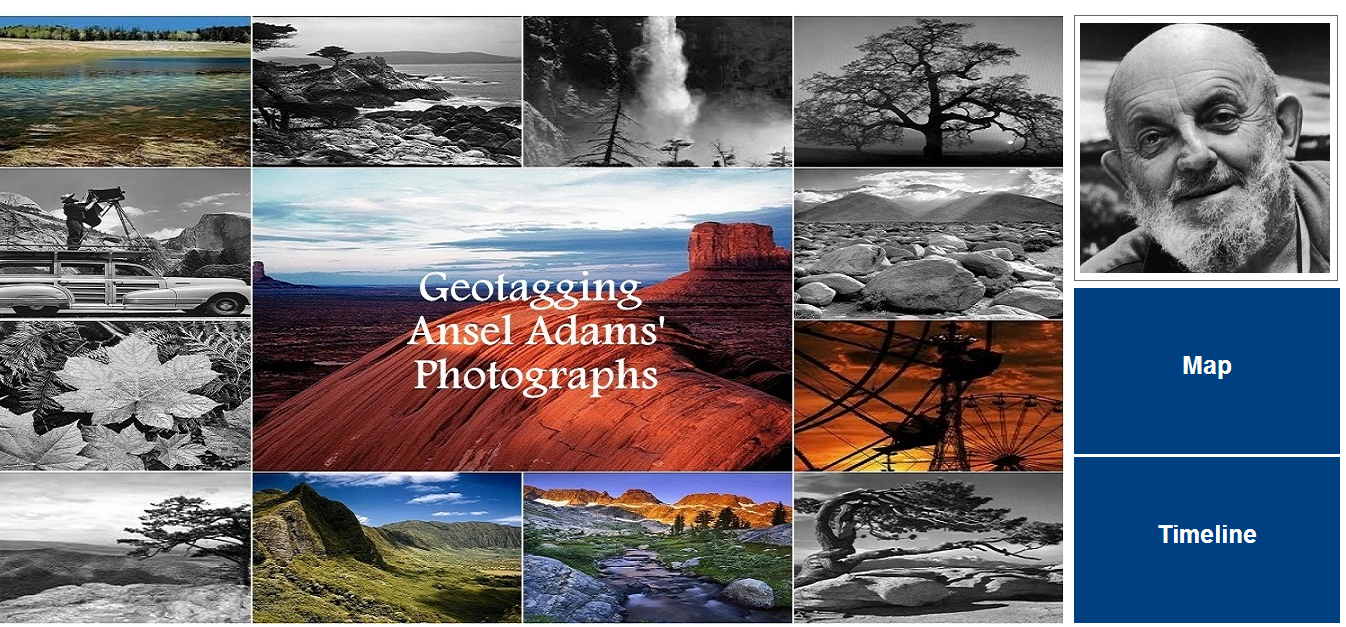 Geotagging
Ansel Adams'
Photographs
Map
Timeline